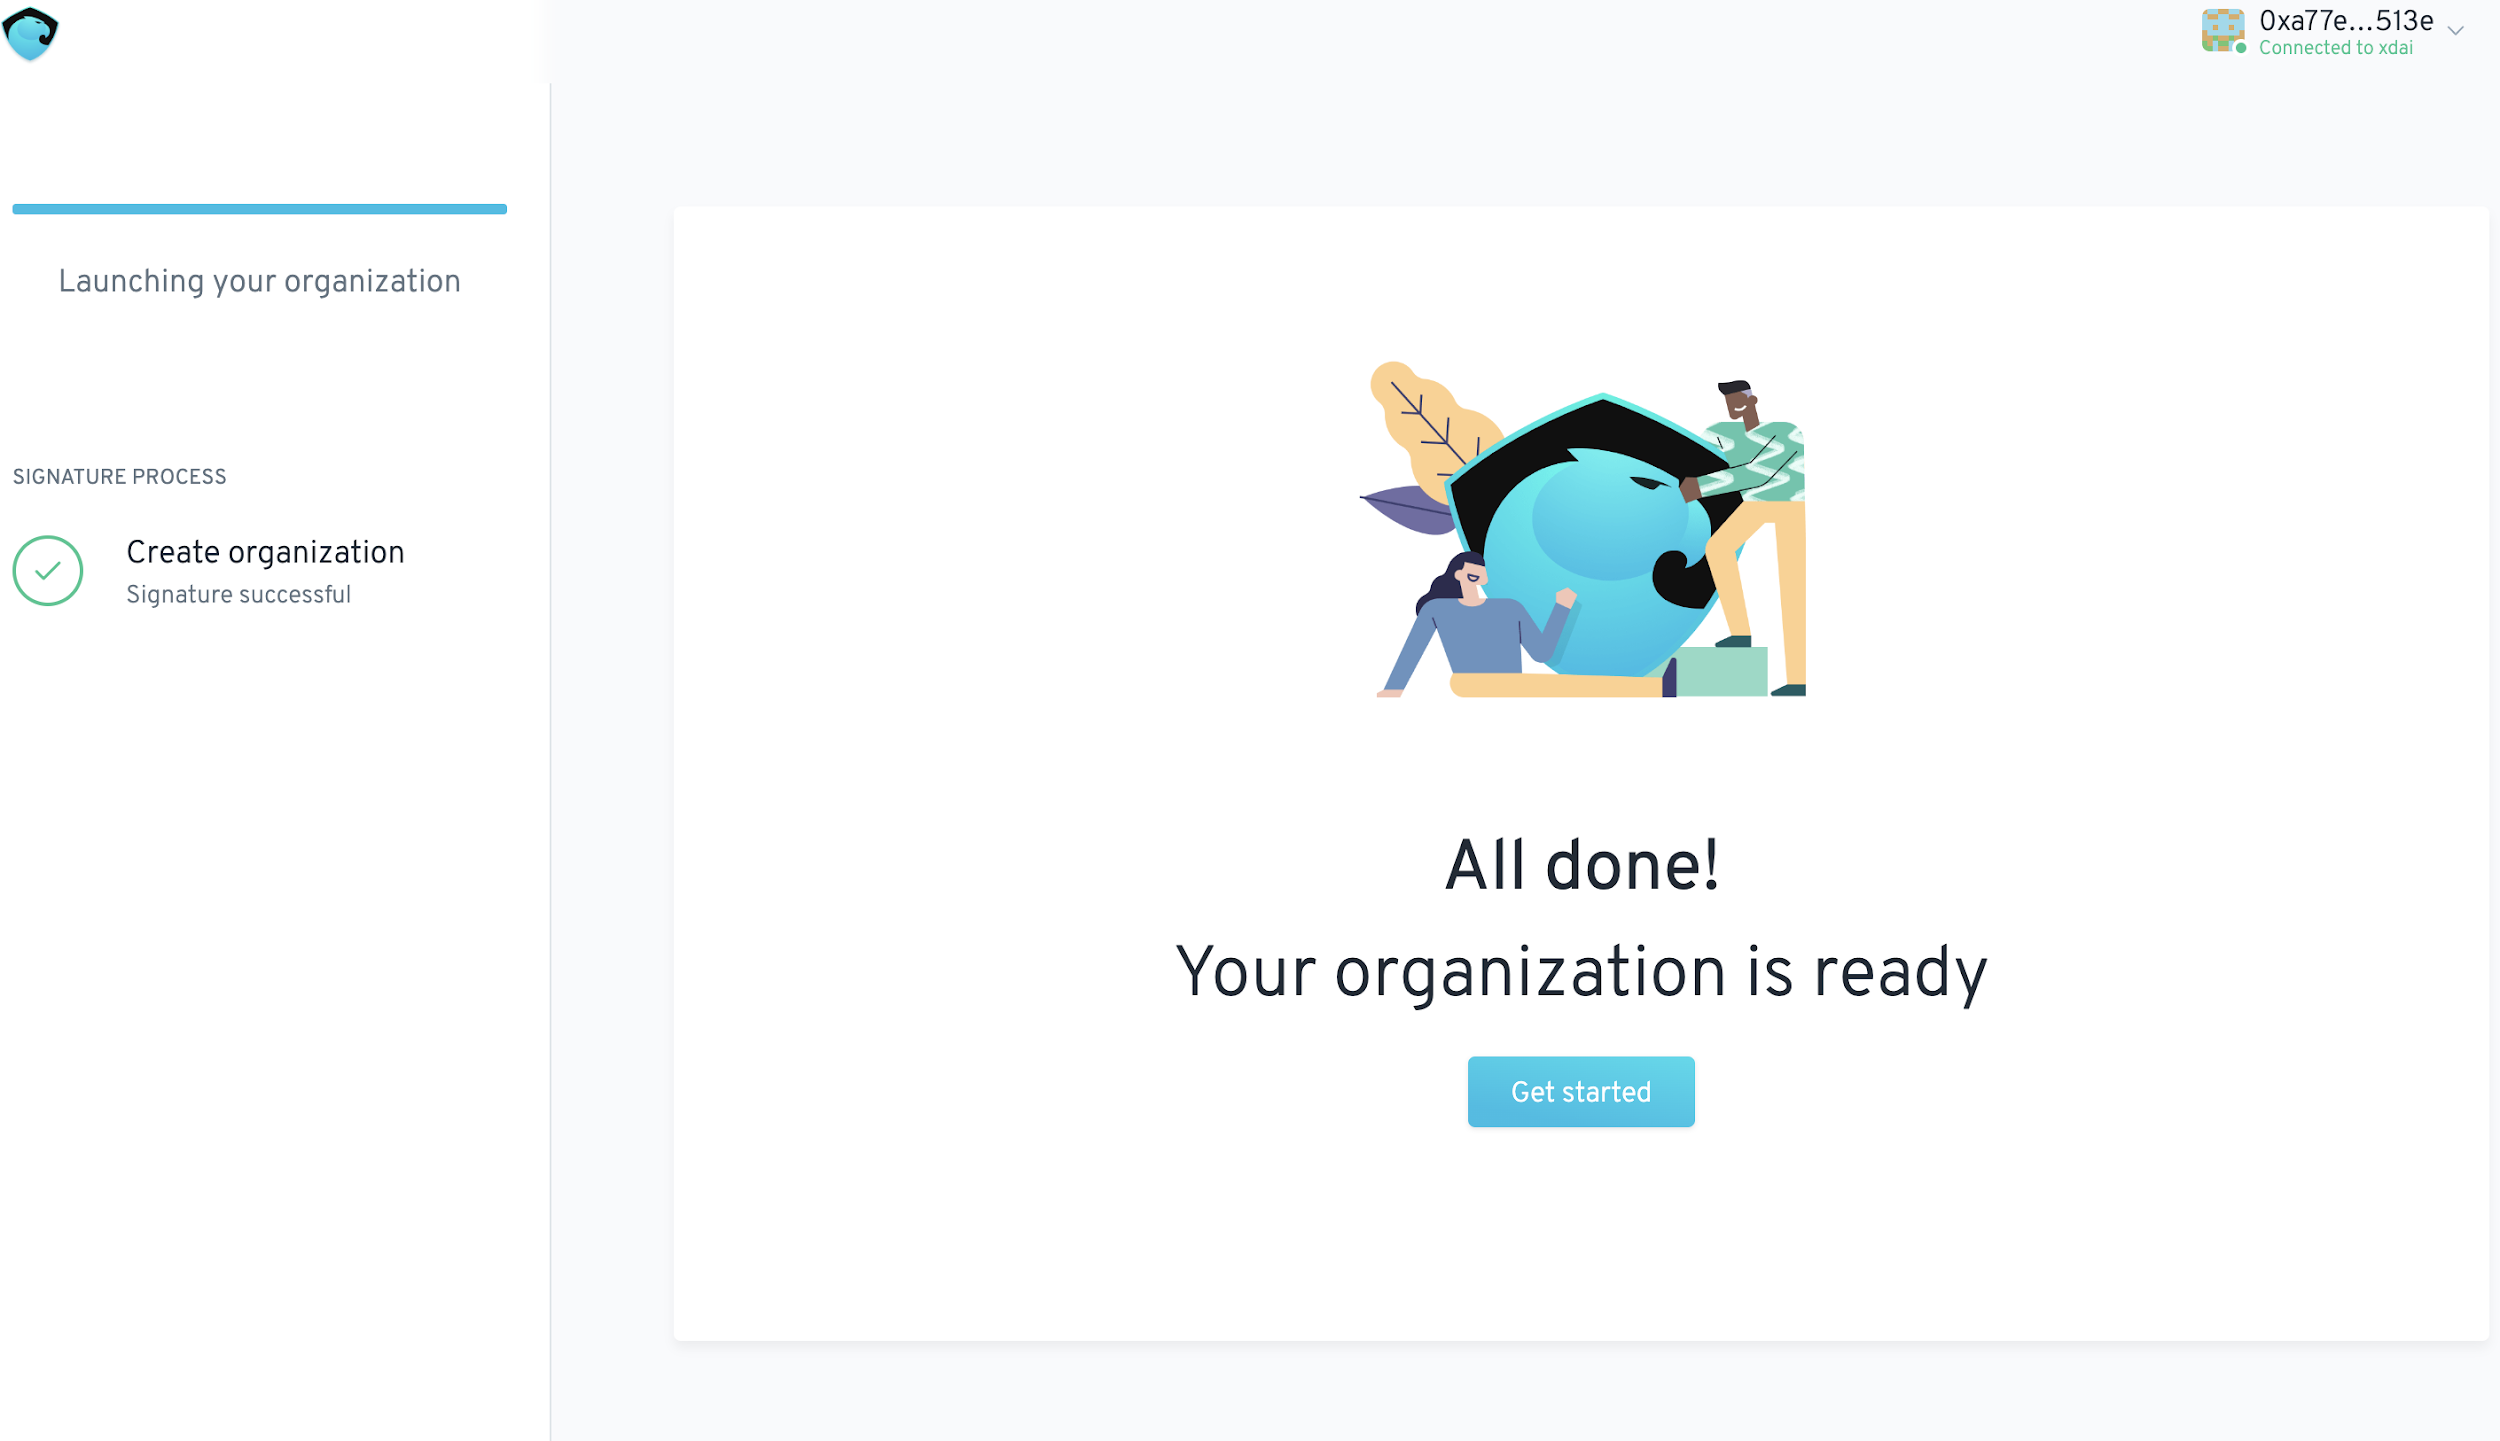 0xa77e...513e
Connected to xdai
Launching your organization
SIGNATURE PROCESS
Create organization
Signature successful
All done!
Your organization is ready
Get started